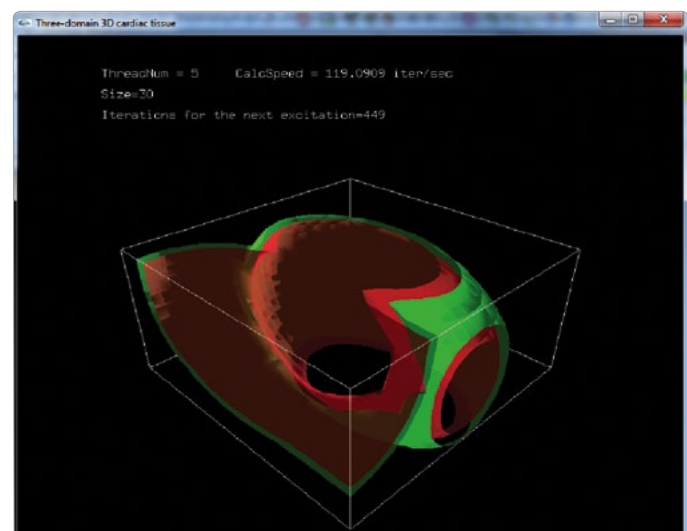 Three-domain 3D cardiac tissue
ThreadNum = 5 CalcSpeed = 119.0909 iter/sec
Size=30
Iterations for the next excitation=449